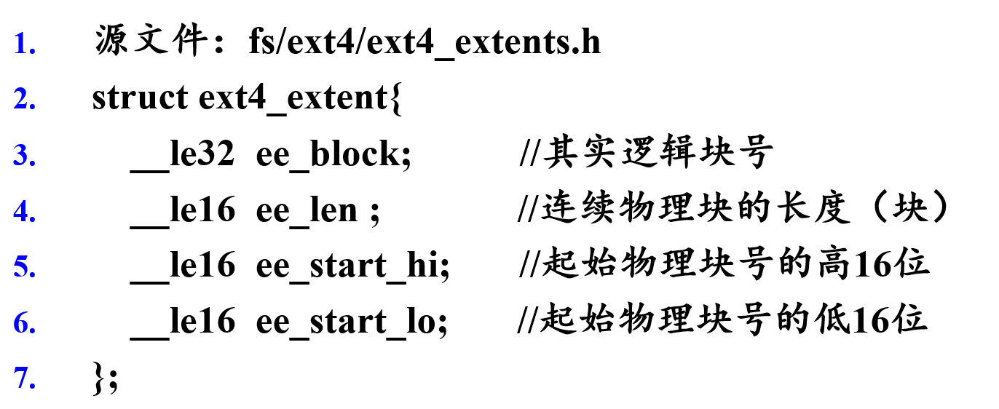 1. 源文件：fs/ext4/ext4_extents.h
2. struct ext4_extent{
3. __le32 ee_block; //其实逻辑块号
4. __le16 ee_len ; //连续物理块的长度（块）
5. __le16 ee_start_hi; //起始物理块号的高16位
6. __le16 ee_start_lo; //起始物理块号的低16位
7. };